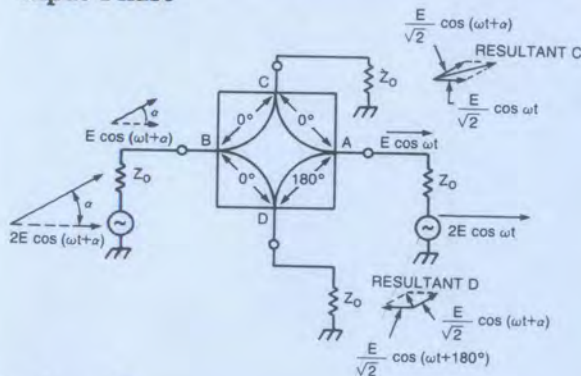 E/√2 cos (ωt+α)
RESULTANT C
E/√2 cos ωt
Z₀
C
α
E cos (ωt+α)
0° 0°
B
A
E cos ωt
0° 180°
Z₀
Z₀
D
α
2E cos (ωt+α)
2E cos ωt
RESULTANT D
Z₀
E/√2 cos (ωt+α)
E/√2 cos (ωt+180°)